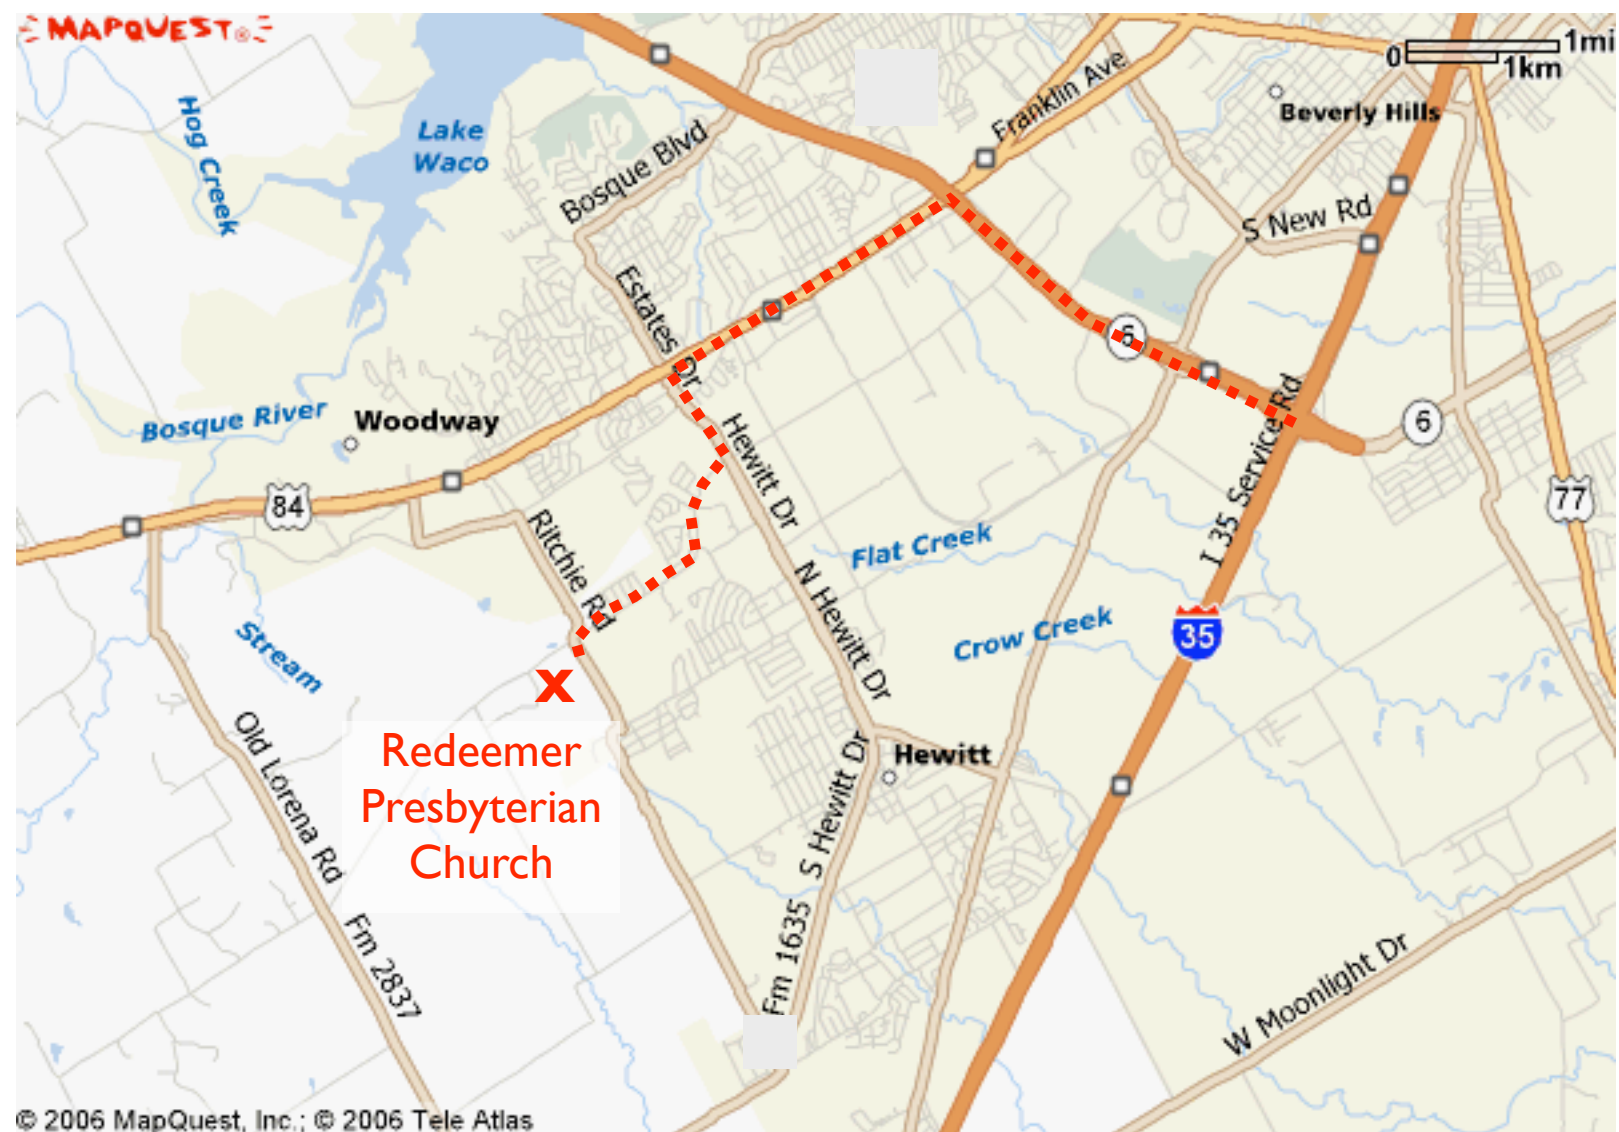 MAPQUEST®
0 1mi
1km
Franklin Ave
Beverly Hills
Hog Creek
Lake
Waco
Bosque Blvd
S New Rd
Estates Dr
6
I 35 Service Rd
6
Bosque River
Woodway
Hewitt Dr
84
77
Ritchie Rd
Flat Creek
N Hewitt Dr
Crow Creek
35
Stream
X
Redeemer
Presbyterian
Church
Old Lorena Rd
Hewitt
S Hewitt Dr
Fm 1635
Fm 2837
W Moonlight Dr
© 2006 MapQuest, Inc.; © 2006 Tele Atlas